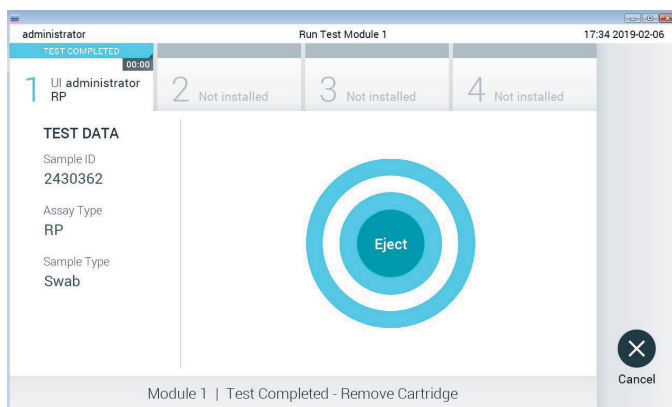 administrator Run Test Module 1 17:34 2019-02-06
TEST COMPLETED
00:00
1 UI administrator
RP
2 Not installed
3 Not installed
4 Not installed
TEST DATA
Sample ID
2430362
Assay Type
RP
Sample Type
Swab
Eject
Cancel
Module 1 | Test Completed - Remove Cartridge